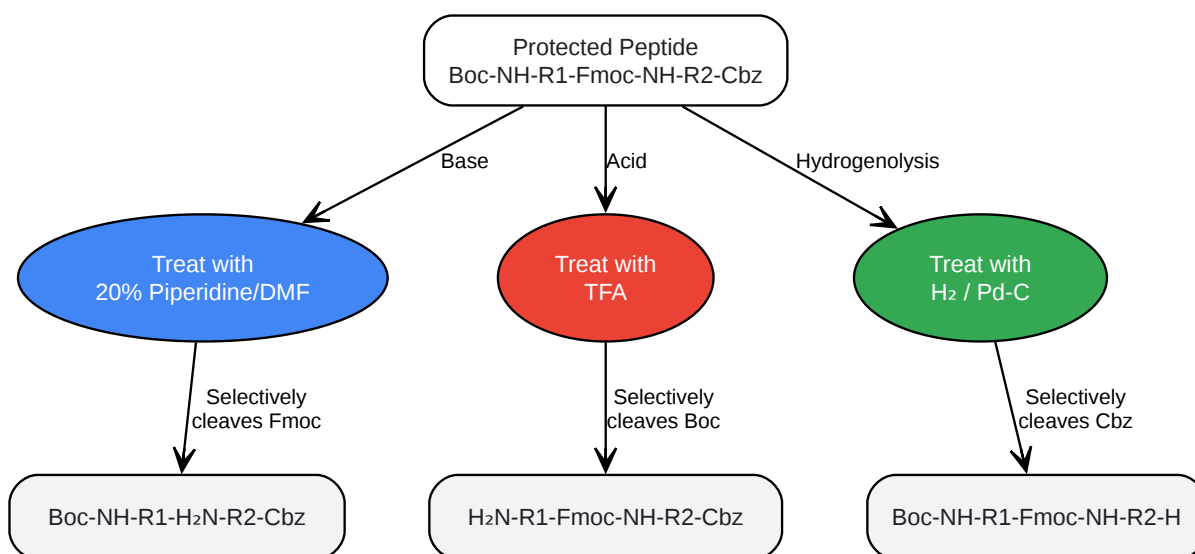 Protected Peptide
Boc-NH-R1-Fmoc-NH-R2-Cbz
Base
Acid
Hydrogenolysis
Treat with
20% Piperidine/DMF
Treat with
TFA
Treat with
H₂ / Pd-C
Selectively
cleaves Fmoc
Selectively
cleaves Boc
Selectively
cleaves Cbz
Boc-NH-R1-H₂N-R2-Cbz
H₂N-R1-Fmoc-NH-R2-Cbz
Boc-NH-R1-Fmoc-NH-R2-H